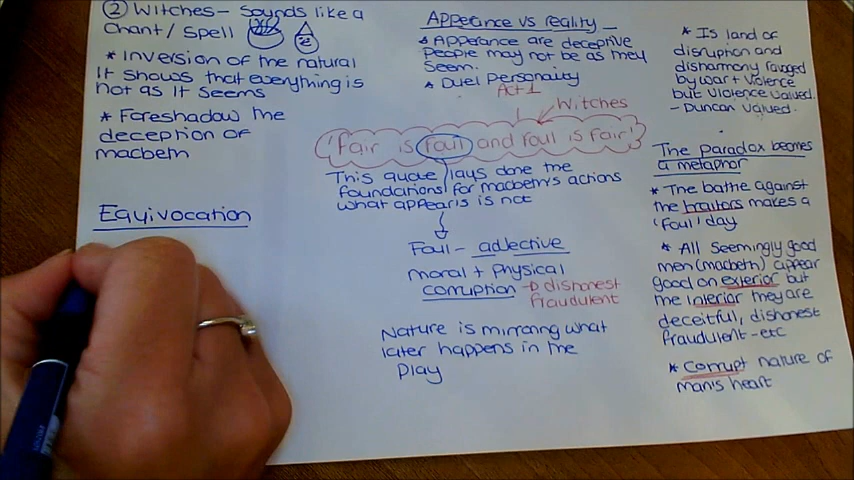 ② Witches - Sounds like a
Chant / Spell
* Inversion of the natural
It shows that everything is
not as it seems
* Foreshadow the
deception of
macbeth
Equivocation
Apperance vs reality
* Apperance are deceptive
People may not be as they
Seem.
* Duel Personality
Act 1
Witches
'Fair is foul and foul is fair'
This quote lays done the
foundations for macbeth's actions
what appears is not
Foul - adjective
moral + physical
corruption → dishonest
fraudulent
Nature is mirroring what
later happens in the
Play
* Is land of
disruption and
disharmony ravaged
by war + violence
but violence valued.
- Duncan valued.
The paradox becomes
a metaphor
* The battle against
the traitors makes a
'foul' day
* All seemingly good
men (macbeth) appear
good on exterior but
the interior they are
deceitful, dishonest
fraudulent - etc
* Corrupt nature of
man's heart